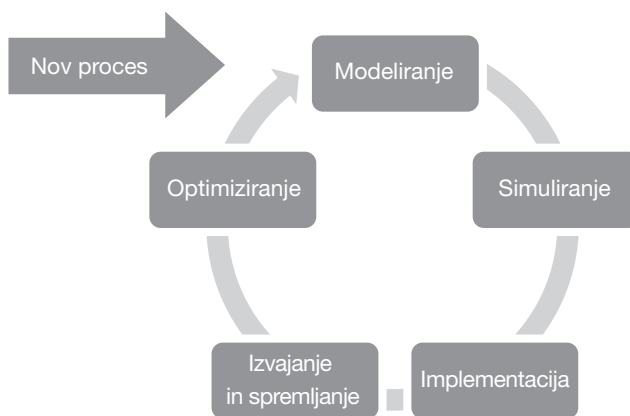 Nov proces
Modeliranje
Simuliranje
Implementacija
Izvajanje
in spremljanje
Optimiziranje